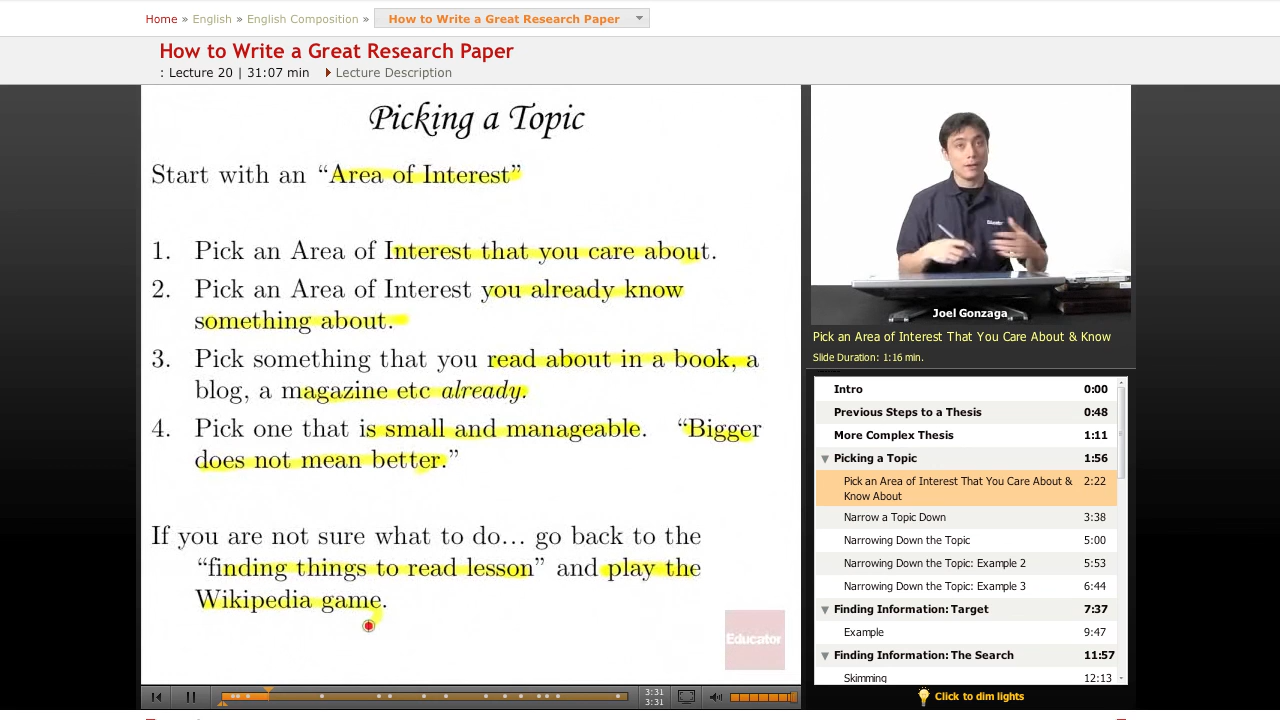 Home » English » English Composition » How to Write a Great Research Paper
How to Write a Great Research Paper
: Lecture 20 | 31:07 min Lecture Description
Picking a Topic
Start with an “Area of Interest”
1. Pick an Area of Interest that you care about.
2. Pick an Area of Interest you already know
something about.
3. Pick something that you read about in a book, a
blog, a magazine etc already.
4. Pick one that is small and manageable. “Bigger
does not mean better.”
If you are not sure what to do… go back to the
“finding things to read lesson” and play the
Wikipedia game.
Educator
3:31
3:31
Educator
Joel Gonzaga
Pick an Area of Interest That You Care About & Know
Slide Duration: 1:16 min.
Intro 0:00
Previous Steps to a Thesis 0:48
More Complex Thesis 1:11
Picking a Topic 1:56
Pick an Area of Interest That You Care About & 2:22
Know About
Narrow a Topic Down 3:38
Narrowing Down the Topic 5:00
Narrowing Down the Topic: Example 2 5:53
Narrowing Down the Topic: Example 3 6:44
Finding Information: Target 7:37
Example 9:47
Finding Information: The Search 11:57
Skimming 12:13
Click to dim lights